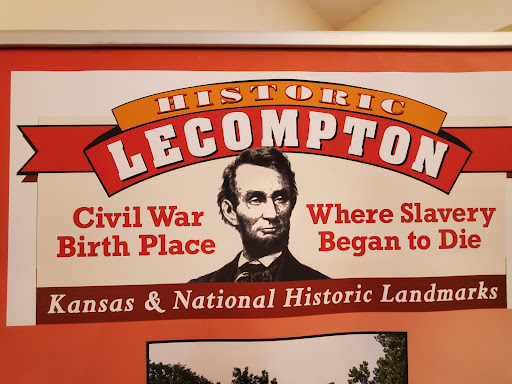 HISTORIC
LECOMPTON
Civil War
Birth Place
Where Slavery
Began to Die
Kansas & National Historic Landmarks